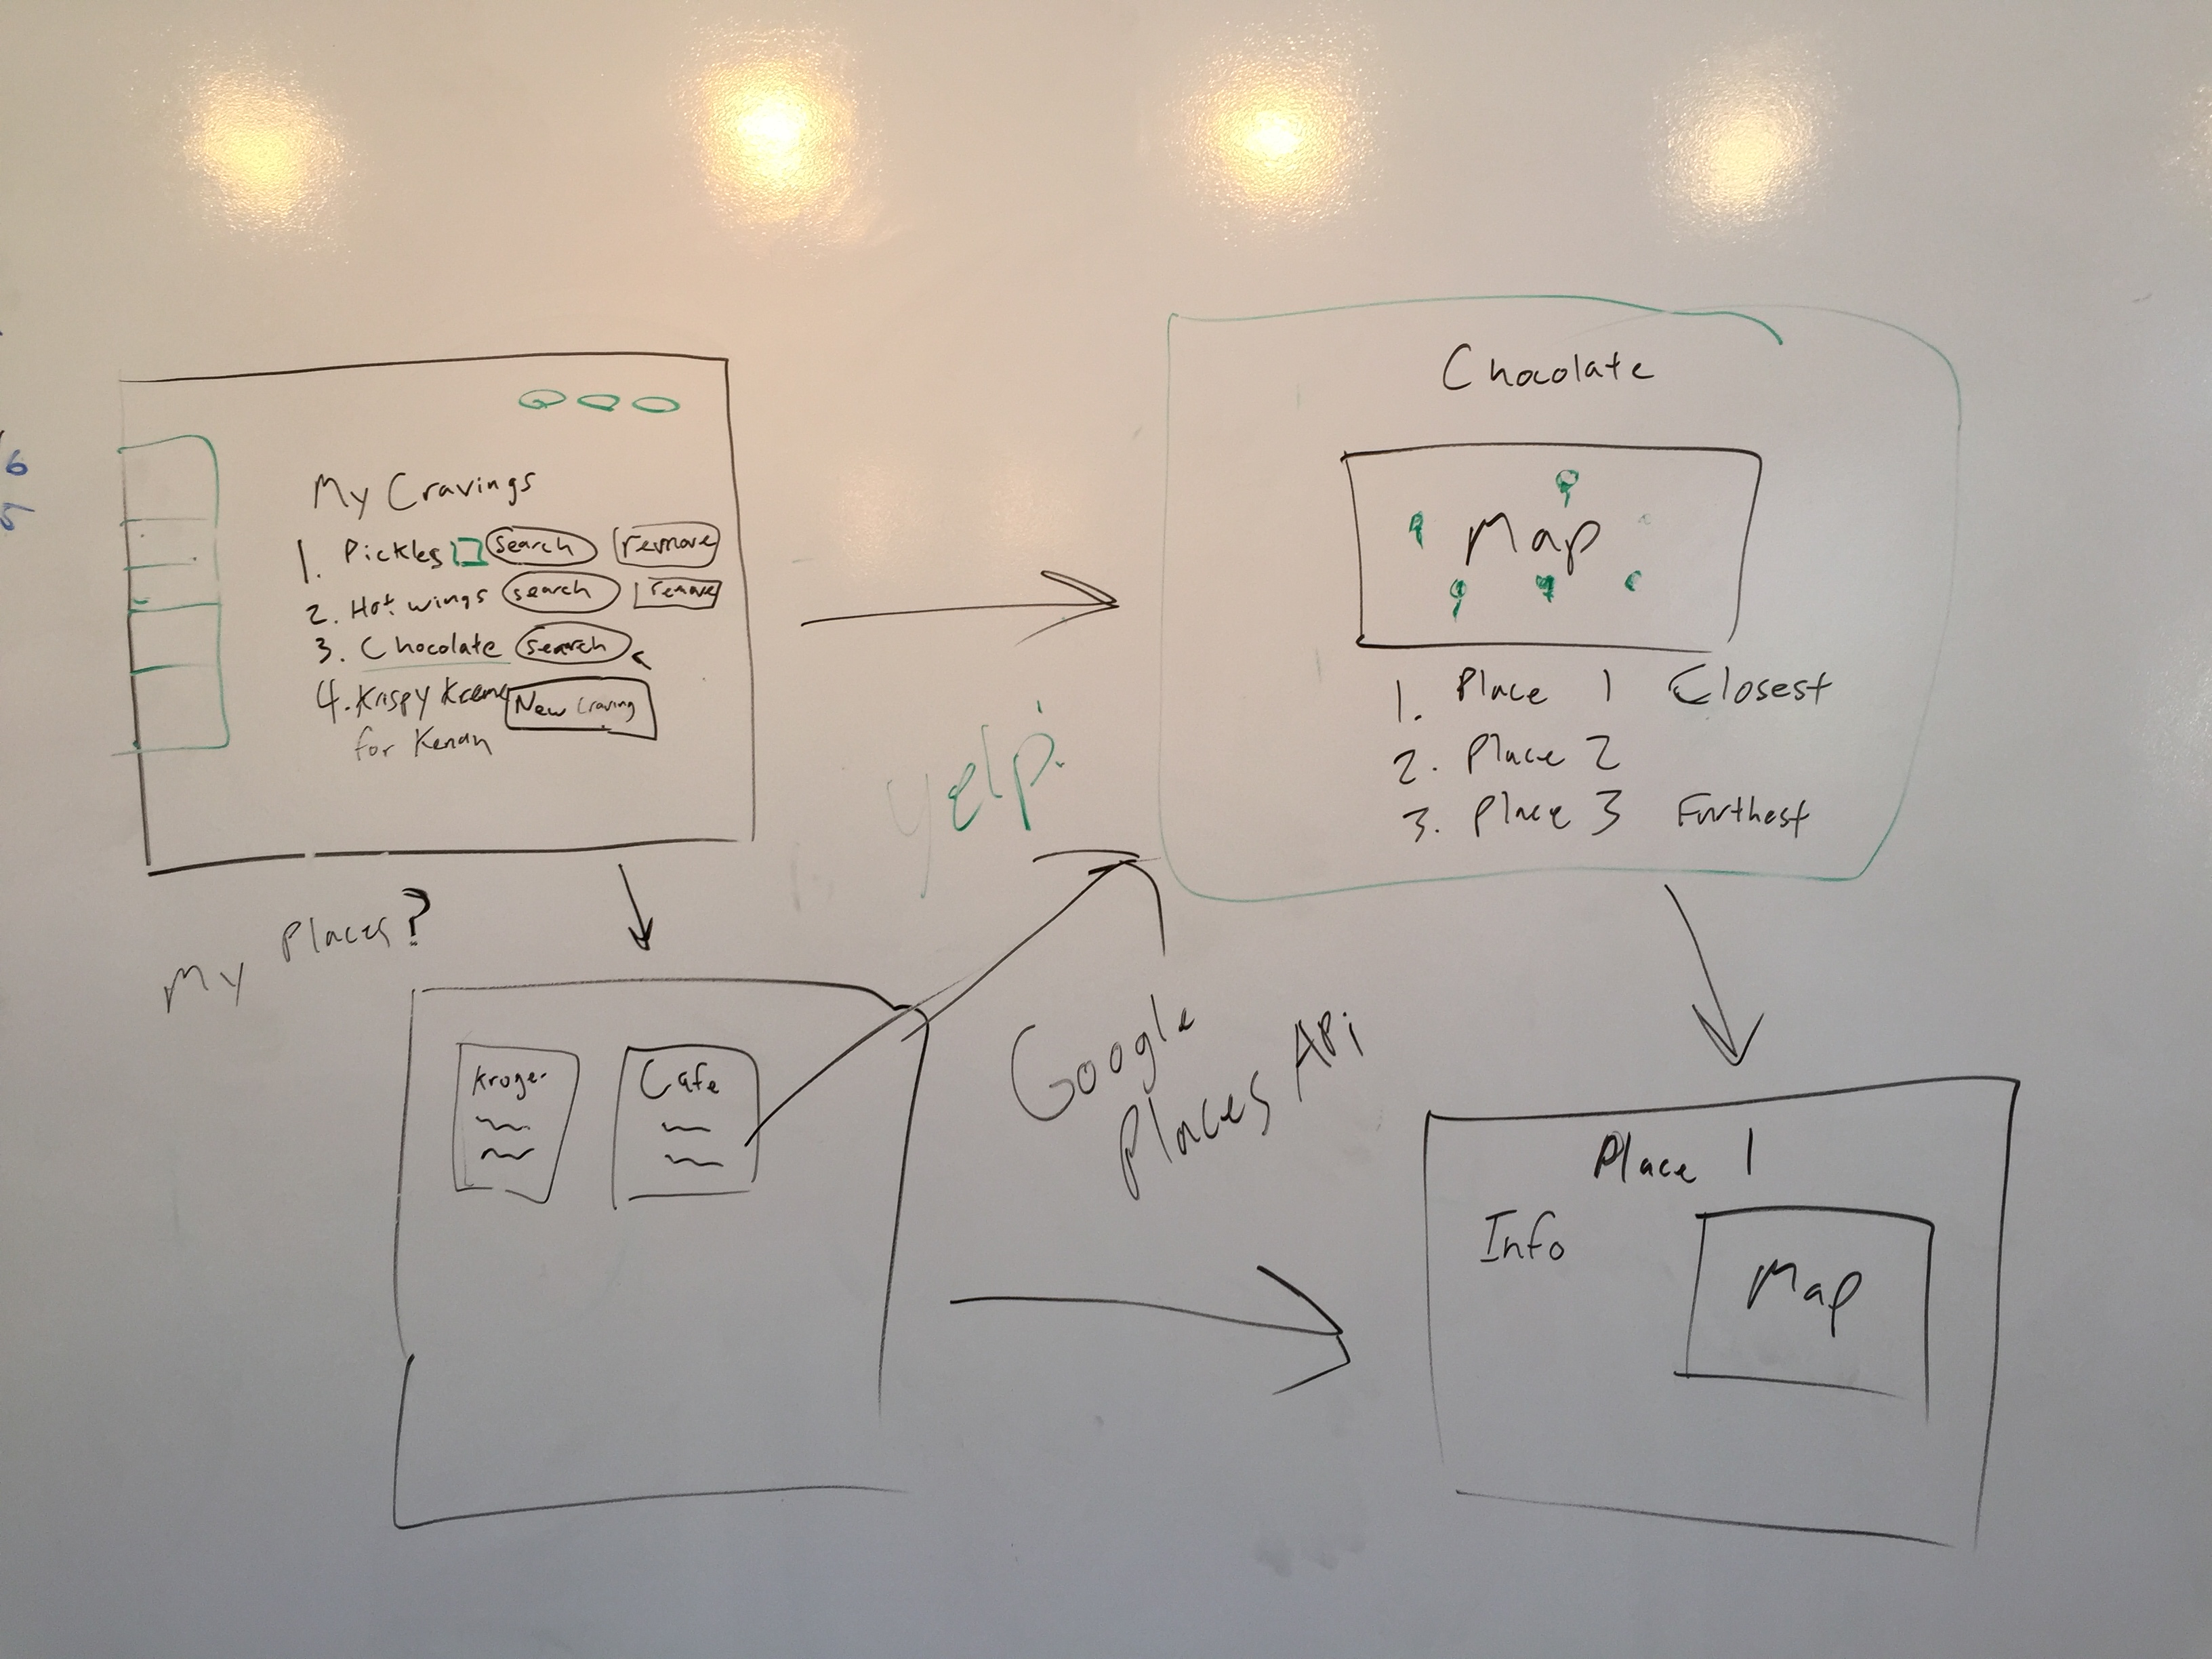 6
5
My Cravings
1. Pickles search remove
2. Hot wings search remove
3. Chocolate search
4. Krispy Kreme New Craving
for Kenan
Chocolate
Map
1. Place 1 Closest
2. Place 2
3. Place 3 Furthest
yelp?
My Places?
Kroger
Cafe
Google
Places Api
Place 1
Info
Map